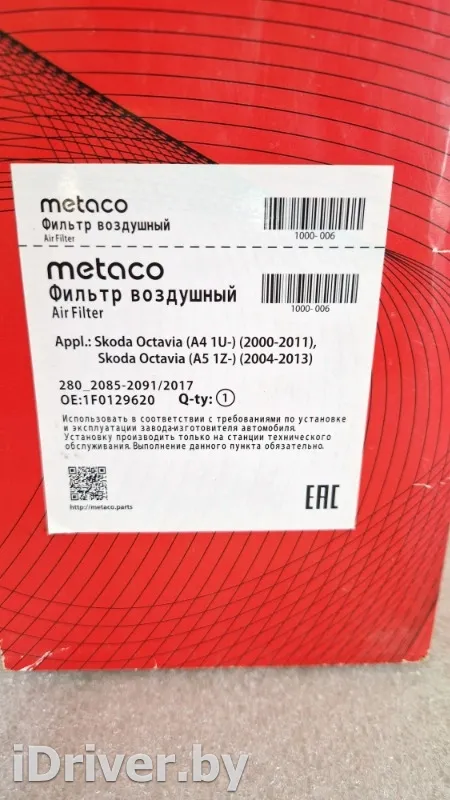 metaco
Фильтр воздушный
Air Filter
1000- 006
metaco
Фильтр воздушный
Air Filter
1000- 006
Appl.: Skoda Octavia (A4 1U-) (2000-2011),
Skoda Octavia (A5 1Z-) (2004-2013)
280_2085-2091/2017
OE:1F0129620 Q-ty: 1
Использовать в соответствии с требованиями по установке
и эксплуатации завода-изготовителя автомобиля.
Установку производить только на станции технического
обслуживания. Выполнение данного пункта обязательно.
http://metaco.parts
EAC
iDriver.by